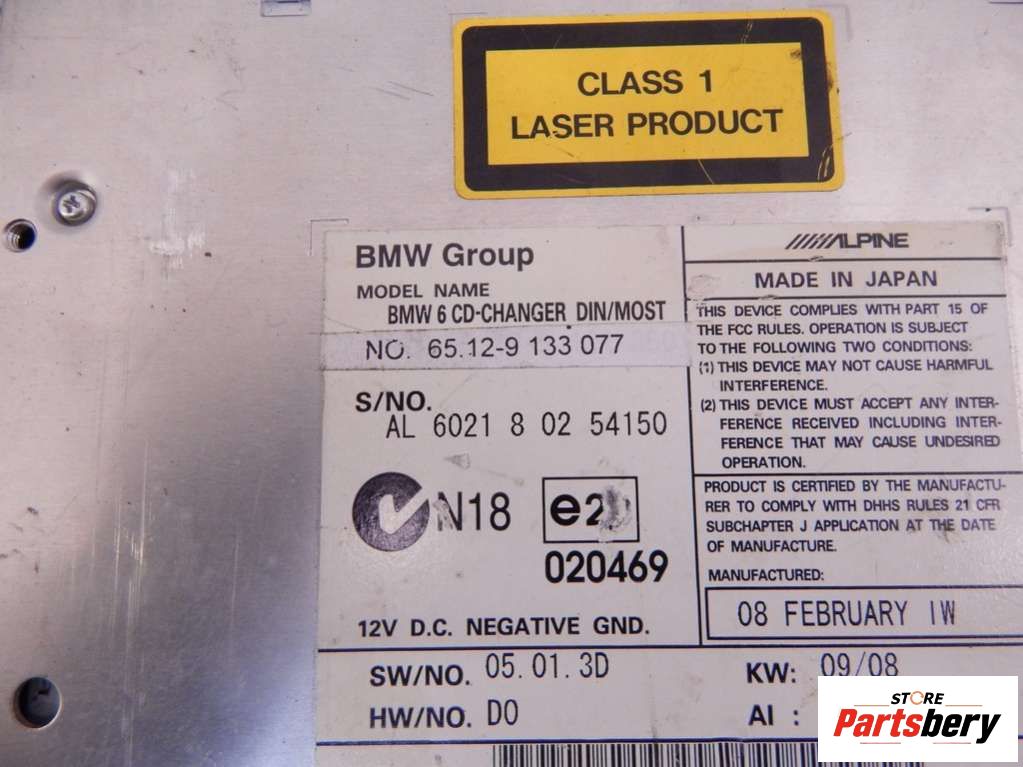 CLASS 1
LASER PRODUCT
BMW Group
MODEL NAME
BMW 6 CD-CHANGER DIN/MOST
NO. 65.12-9 133 077
S/NO.
AL 6021 8 02 54150
N18
e2
020469
12V D.C. NEGATIVE GND.
ALPINE
MADE IN JAPAN
THIS DEVICE COMPLIES WITH PART 15 OF
THE FCC RULES. OPERATION IS SUBJECT
TO THE FOLLOWING TWO CONDITIONS:
(1) THIS DEVICE MAY NOT CAUSE HARMFUL
INTERFERENCE.
(2) THIS DEVICE MUST ACCEPT ANY INTER-
FERENCE RECEIVED INCLUDING INTER-
FERENCE THAT MAY CAUSE UNDESIRED
OPERATION.
PRODUCT IS CERTIFIED BY THE MANUFACTU-
RER TO COMPLY WITH DHHS RULES 21 CFR
SUBCHAPTER J APPLICATION AT THE DATE
OF MANUFACTURE.
MANUFACTURED:
08 FEBRUARY IW
SW/NO. 05.01.3D
KW: 09/08
HW/NO. D0
AI :
STORE
Partsbery